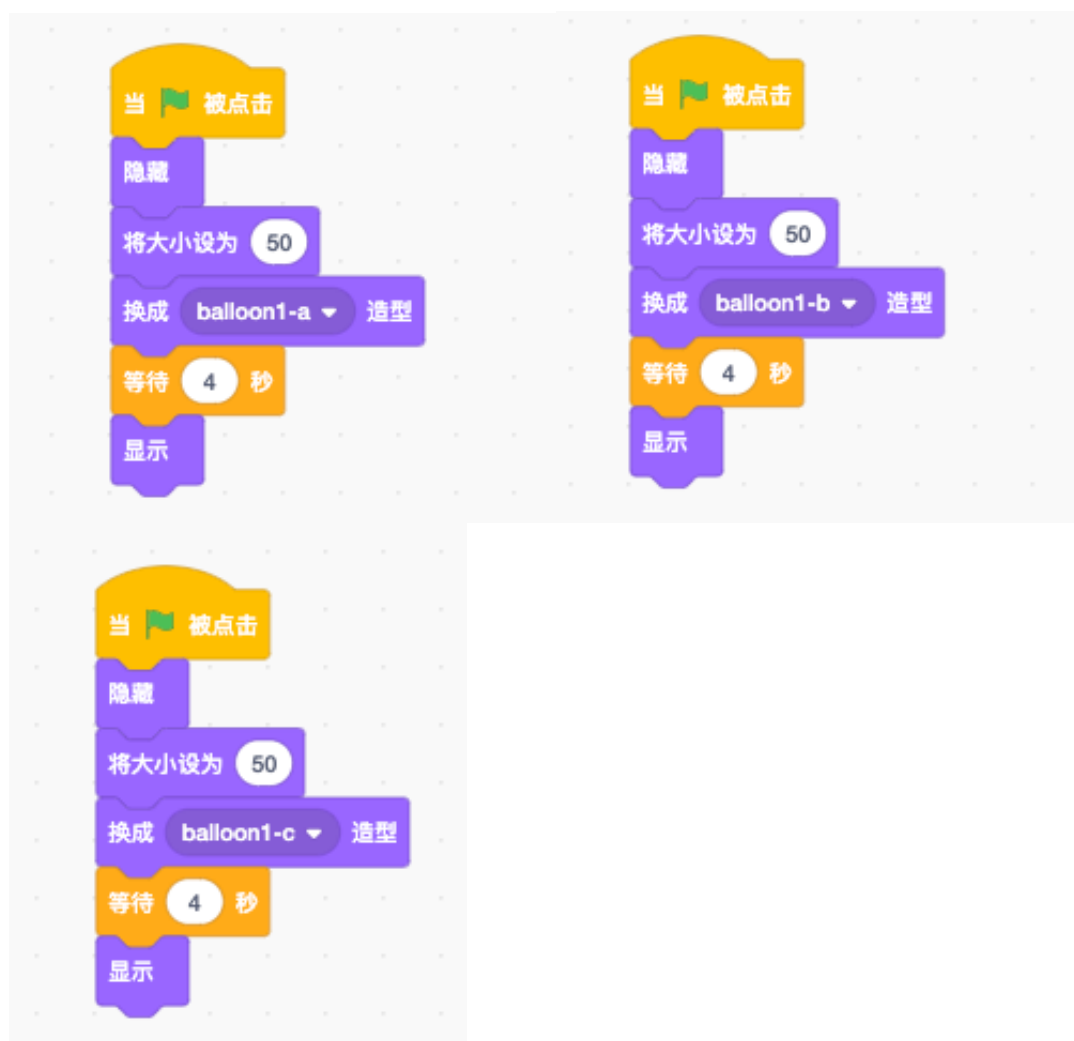 当 被点击
隐藏
将大小设为 50
换成 balloon1-a 造型
等待 4 秒
显示
当 被点击
隐藏
将大小设为 50
换成 balloon1-b 造型
等待 4 秒
显示
当 被点击
隐藏
将大小设为 50
换成 balloon1-c 造型
等待 4 秒
显示